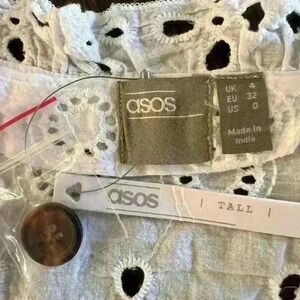 asos
UK 4
EU 32
US 0
Made in
India
asos | TALL |